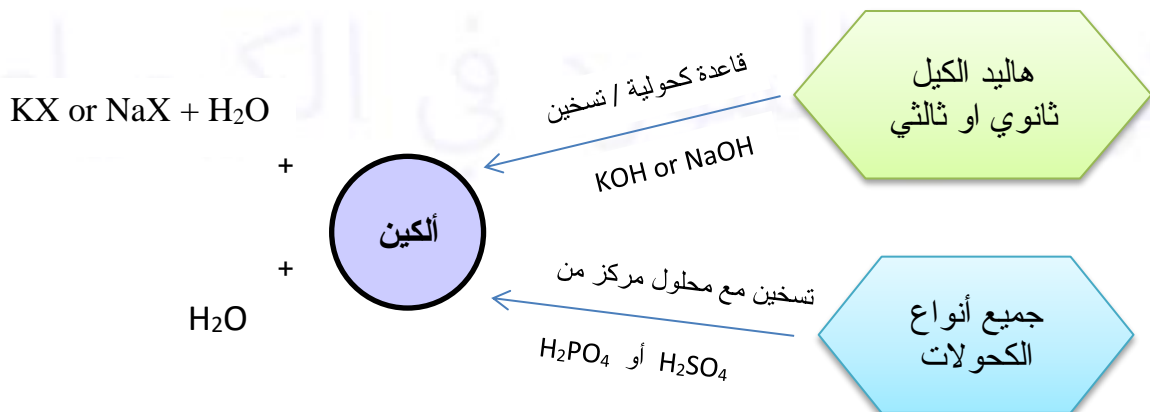 هاليد الكيل
ثانوي او ثالثي
قاعدة كحولية / تسخين
KOH or NaOH
KX or NaX + H₂O
+
ألكين
+
H₂O
جميع أنواع
الكحولات
تسخين مع محلول مركز من
H₂SO₄ أو H₂PO₄